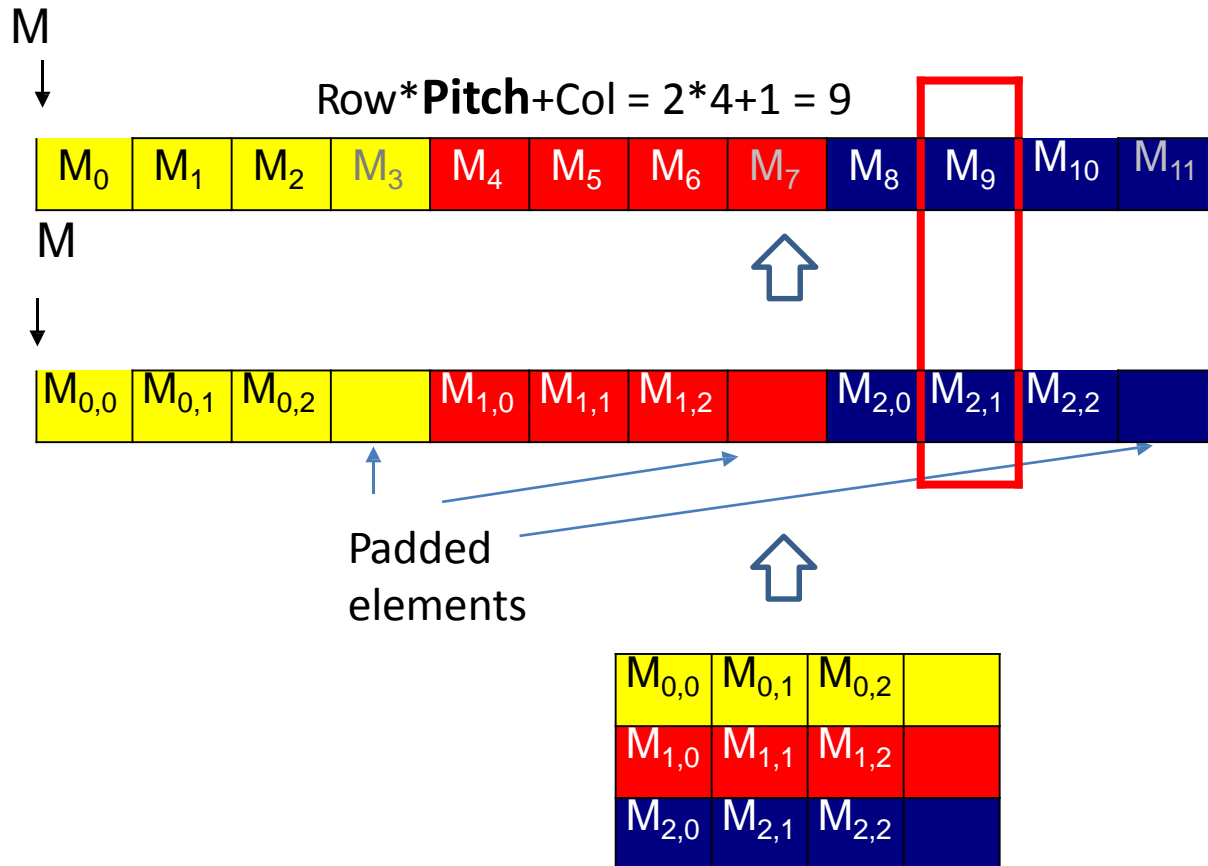 M
Row*Pitch+Col = 2*4+1 = 9
M₀ M₁ M₂ M₃ M₄ M₅ M₆ M₇ M₈ M₉ M₁₀ M₁₁
M
M₀,₀ M₀,₁ M₀,₂ M₁,₀ M₁,₁ M₁,₂ M₂,₀ M₂,₁ M₂,₂
Padded
elements
M₀,₀ M₀,₁ M₀,₂
M₁,₀ M₁,₁ M₁,₂
M₂,₀ M₂,₁ M₂,₂